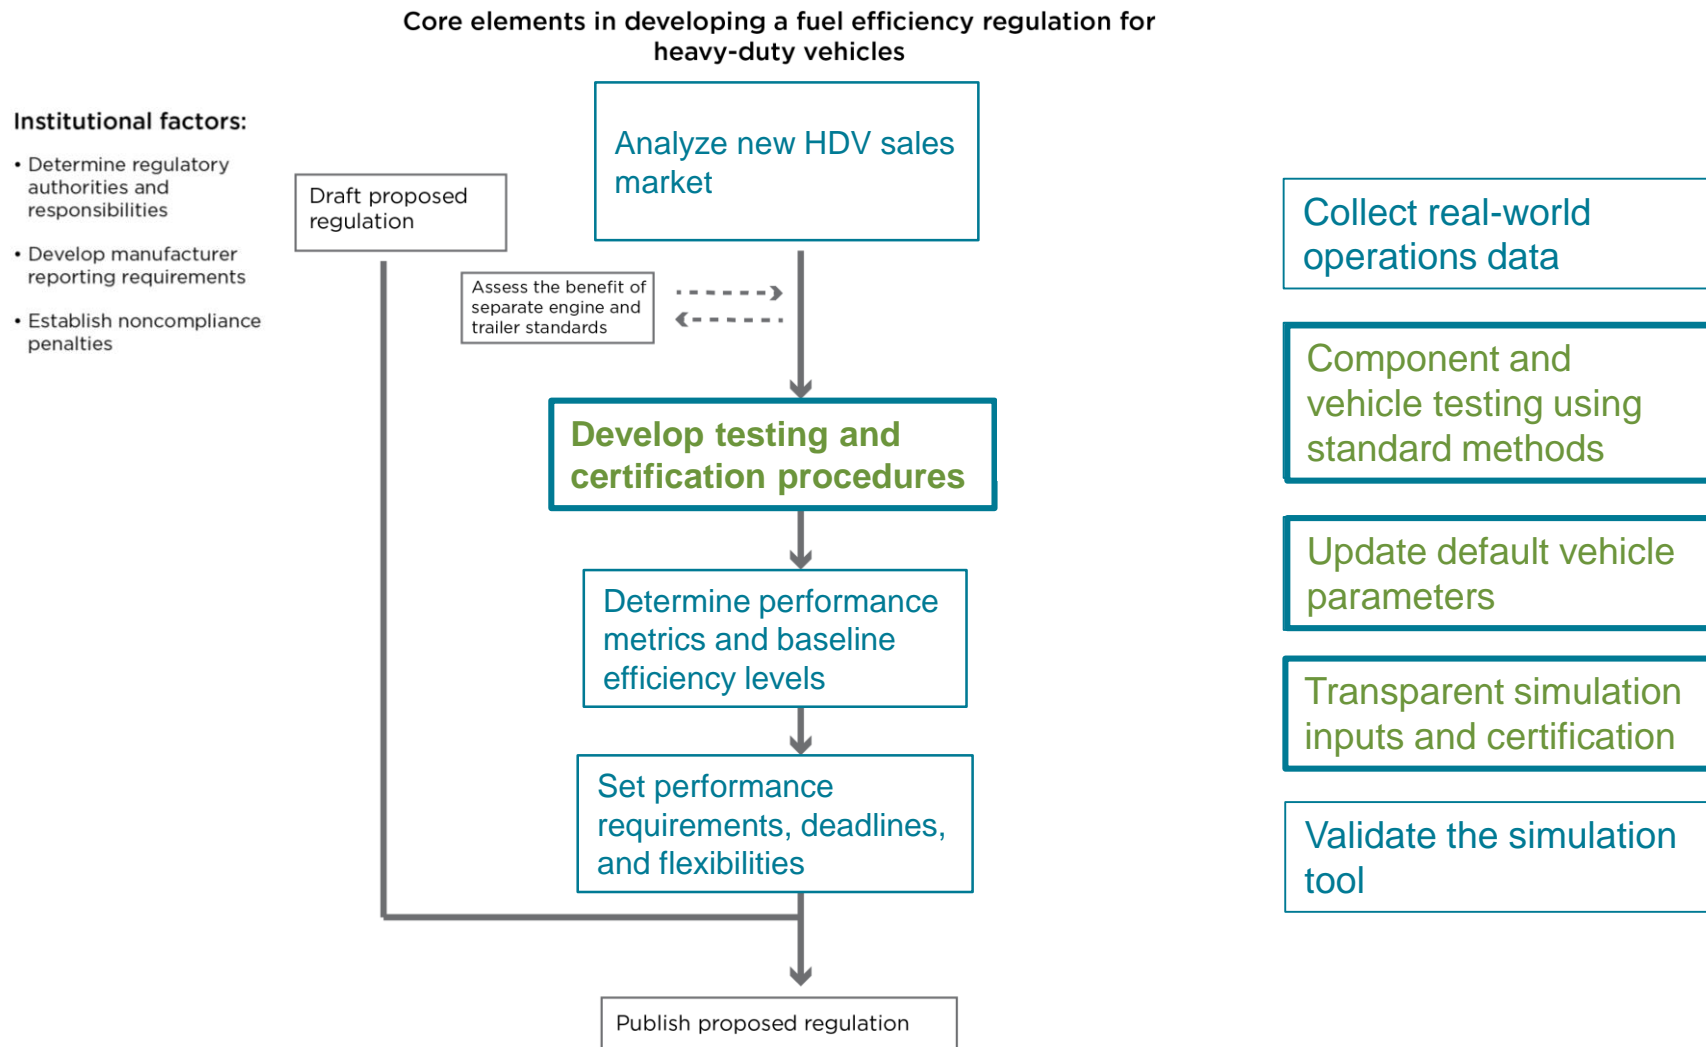 Core elements in developing a fuel efficiency regulation for
heavy-duty vehicles
Institutional factors:
• Determine regulatory
authorities and
responsibilities
• Develop manufacturer
reporting requirements
• Establish noncompliance
penalties
Draft proposed
regulation
Analyze new HDV sales
market
Assess the benefit of
separate engine and
trailer standards
Develop testing and
certification procedures
Determine performance
metrics and baseline
efficiency levels
Set performance
requirements, deadlines,
and flexibilities
Publish proposed regulation
Collect real-world
operations data
Component and
vehicle testing using
standard methods
Update default vehicle
parameters
Transparent simulation
inputs and certification
Validate the simulation
tool